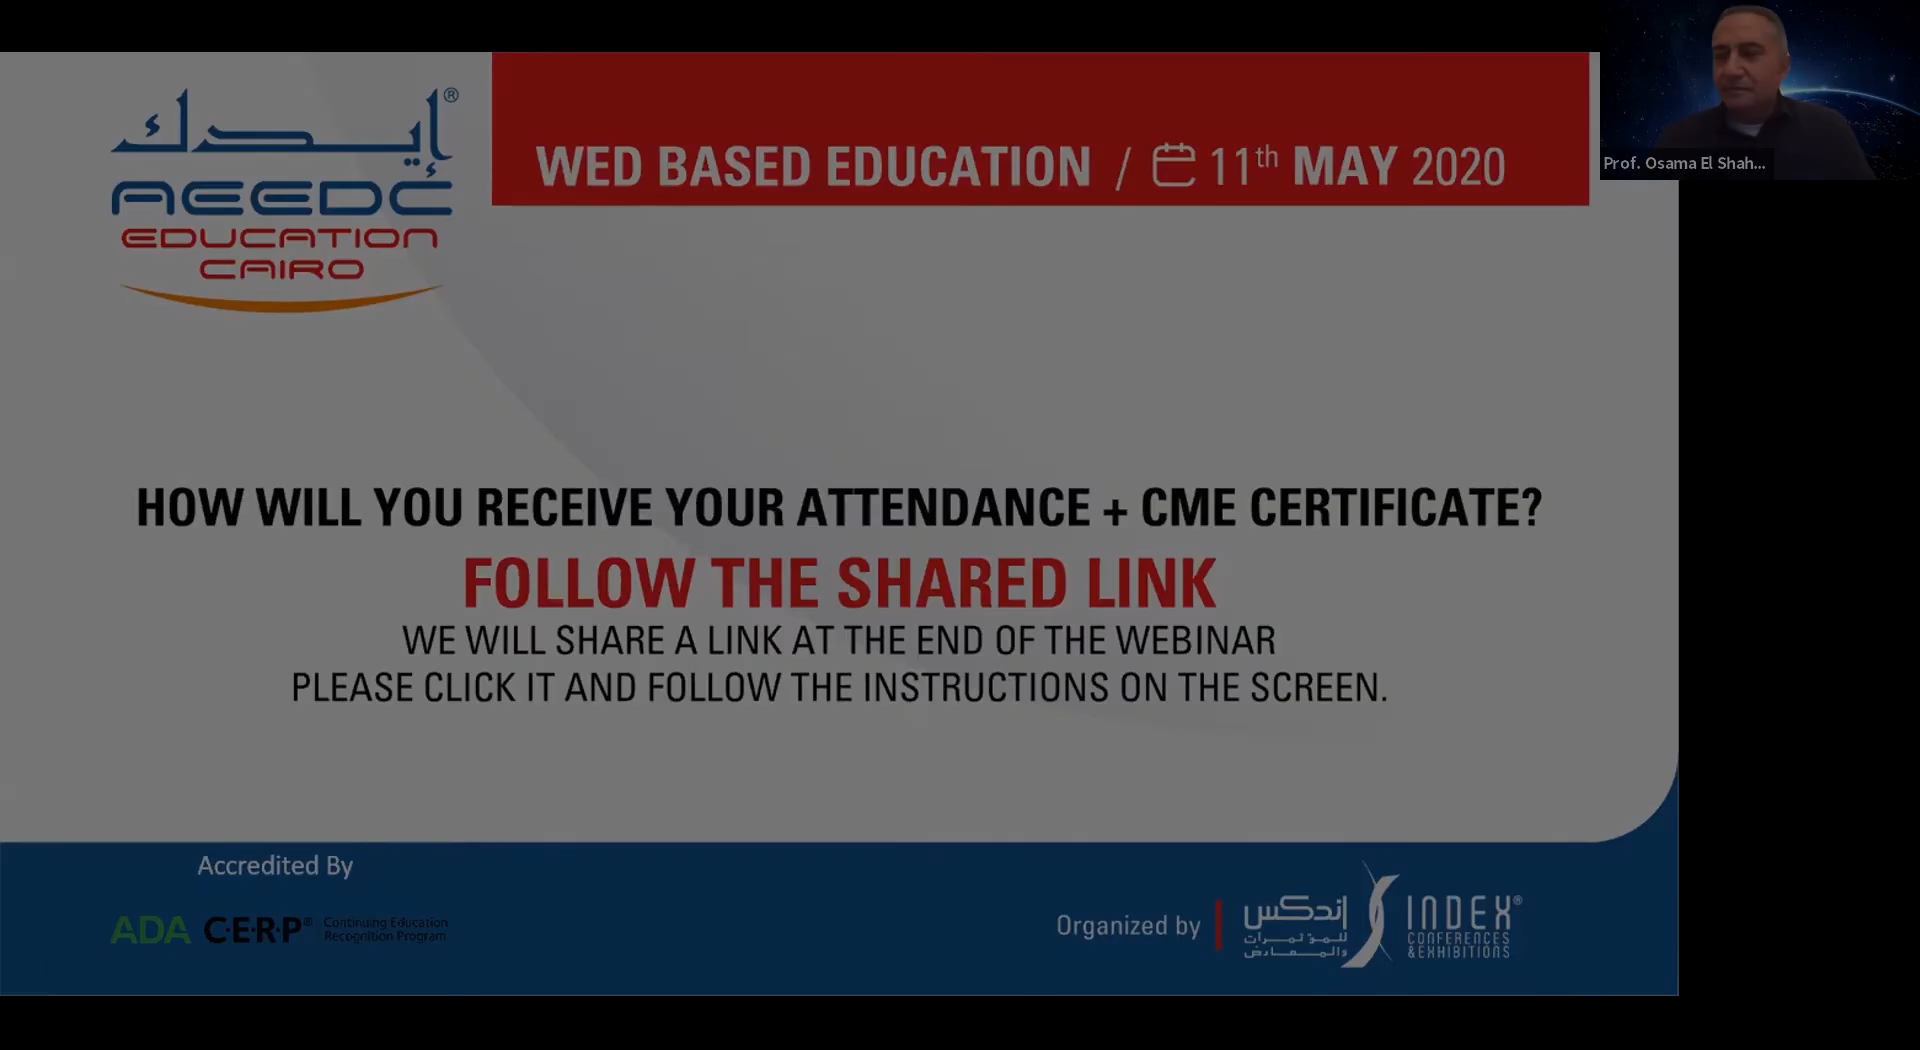 إيدك®
AEEDC
EDUCATION
CAIRO
WED BASED EDUCATION / 11th MAY 2020
Prof. Osama El Shah...
HOW WILL YOU RECEIVE YOUR ATTENDANCE + CME CERTIFICATE?
FOLLOW THE SHARED LINK
WE WILL SHARE A LINK AT THE END OF THE WEBINAR
PLEASE CLICK IT AND FOLLOW THE INSTRUCTIONS ON THE SCREEN.
Accredited By
ADA C·E·R·P® Continuing Education
Recognition Program
Organized by
إندكس
للمؤتمرات
والمعارض
INDEX®
CONFERENCES
& EXHIBITIONS